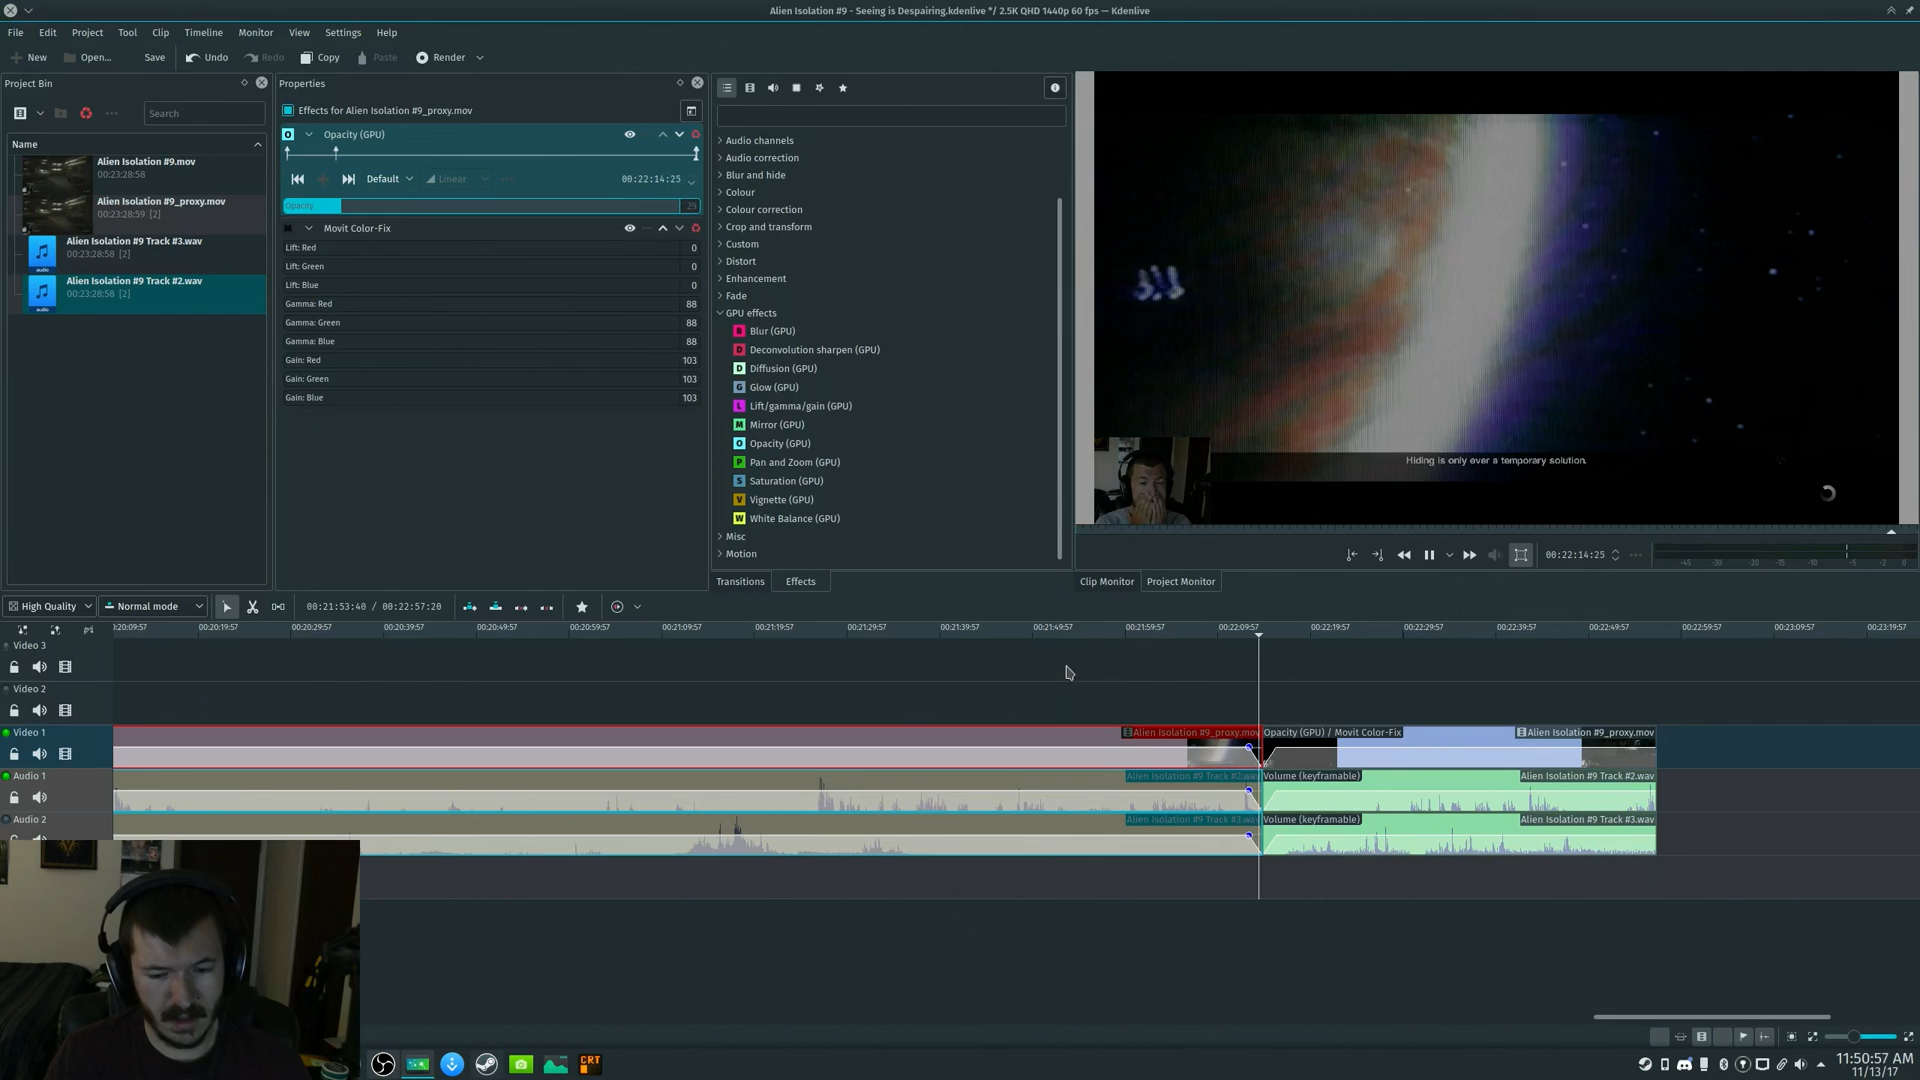 Alien Isolation #9 - Seeing is Despairing.kdenlive */ 2.5K QHD 1440p 60 fps — Kdenlive
File Edit Project Tool Clip Timeline Monitor View Settings Help
New Open... Save Undo Redo Copy Paste Render
Project Bin
Search
Name
Alien Isolation #9.mov
00:23:28:58
Alien Isolation #9_proxy.mov
00:23:28:59 [2]
Alien Isolation #9 Track #3.wav
00:23:28:58 [2]
audio
Alien Isolation #9 Track #2.wav
00:23:28:58 [2]
audio
Properties
Effects for Alien Isolation #9_proxy.mov
O Opacity (GPU)
Default Linear 00:22:14:25
Opacity 29
M Movit Color-Fix
Lift: Red 0
Lift: Green 0
Lift: Blue 0
Gamma: Red 88
Gamma: Green 88
Gamma: Blue 88
Gain: Red 103
Gain: Green 103
Gain: Blue 103
Audio channels
Audio correction
Blur and hide
Colour
Colour correction
Crop and transform
Custom
Distort
Enhancement
Fade
GPU effects
B Blur (GPU)
D Deconvolution sharpen (GPU)
D Diffusion (GPU)
G Glow (GPU)
L Lift/gamma/gain (GPU)
M Mirror (GPU)
O Opacity (GPU)
P Pan and Zoom (GPU)
S Saturation (GPU)
V Vignette (GPU)
W White Balance (GPU)
Misc
Motion
Transitions Effects
Hiding is only ever a temporary solution.
00:22:14:25
-45 -30 -20 -15 -10 -5 -2 0
Clip Monitor Project Monitor
High Quality Normal mode 00:21:53:40 / 00:22:57:20
:20:09:57 00:20:19:57 00:20:29:57 00:20:39:57 00:20:49:57 00:20:59:57 00:21:09:57 00:21:19:57 00:21:29:57 00:21:39:57 00:21:49:57 00:21:59:57 00:22:09:57 00:22:19:57 00:22:29:57 00:22:39:57 00:22:49:57 00:22:59:57 00:23:09:57 00:23:19:57
Video 3
Video 2
Video 1
Alien Isolation #9_proxy.mov Opacity (GPU) / Movit Color-Fix Alien Isolation #9_proxy.mov
Audio 1
Alien Isolation #9 Track #2.wav Volume (keyframable) Alien Isolation #9 Track #2.wav
Audio 2
Alien Isolation #9 Track #3.wav Volume (keyframable) Alien Isolation #9 Track #3.wav
CRT
11:50:57 AM
11/13/17